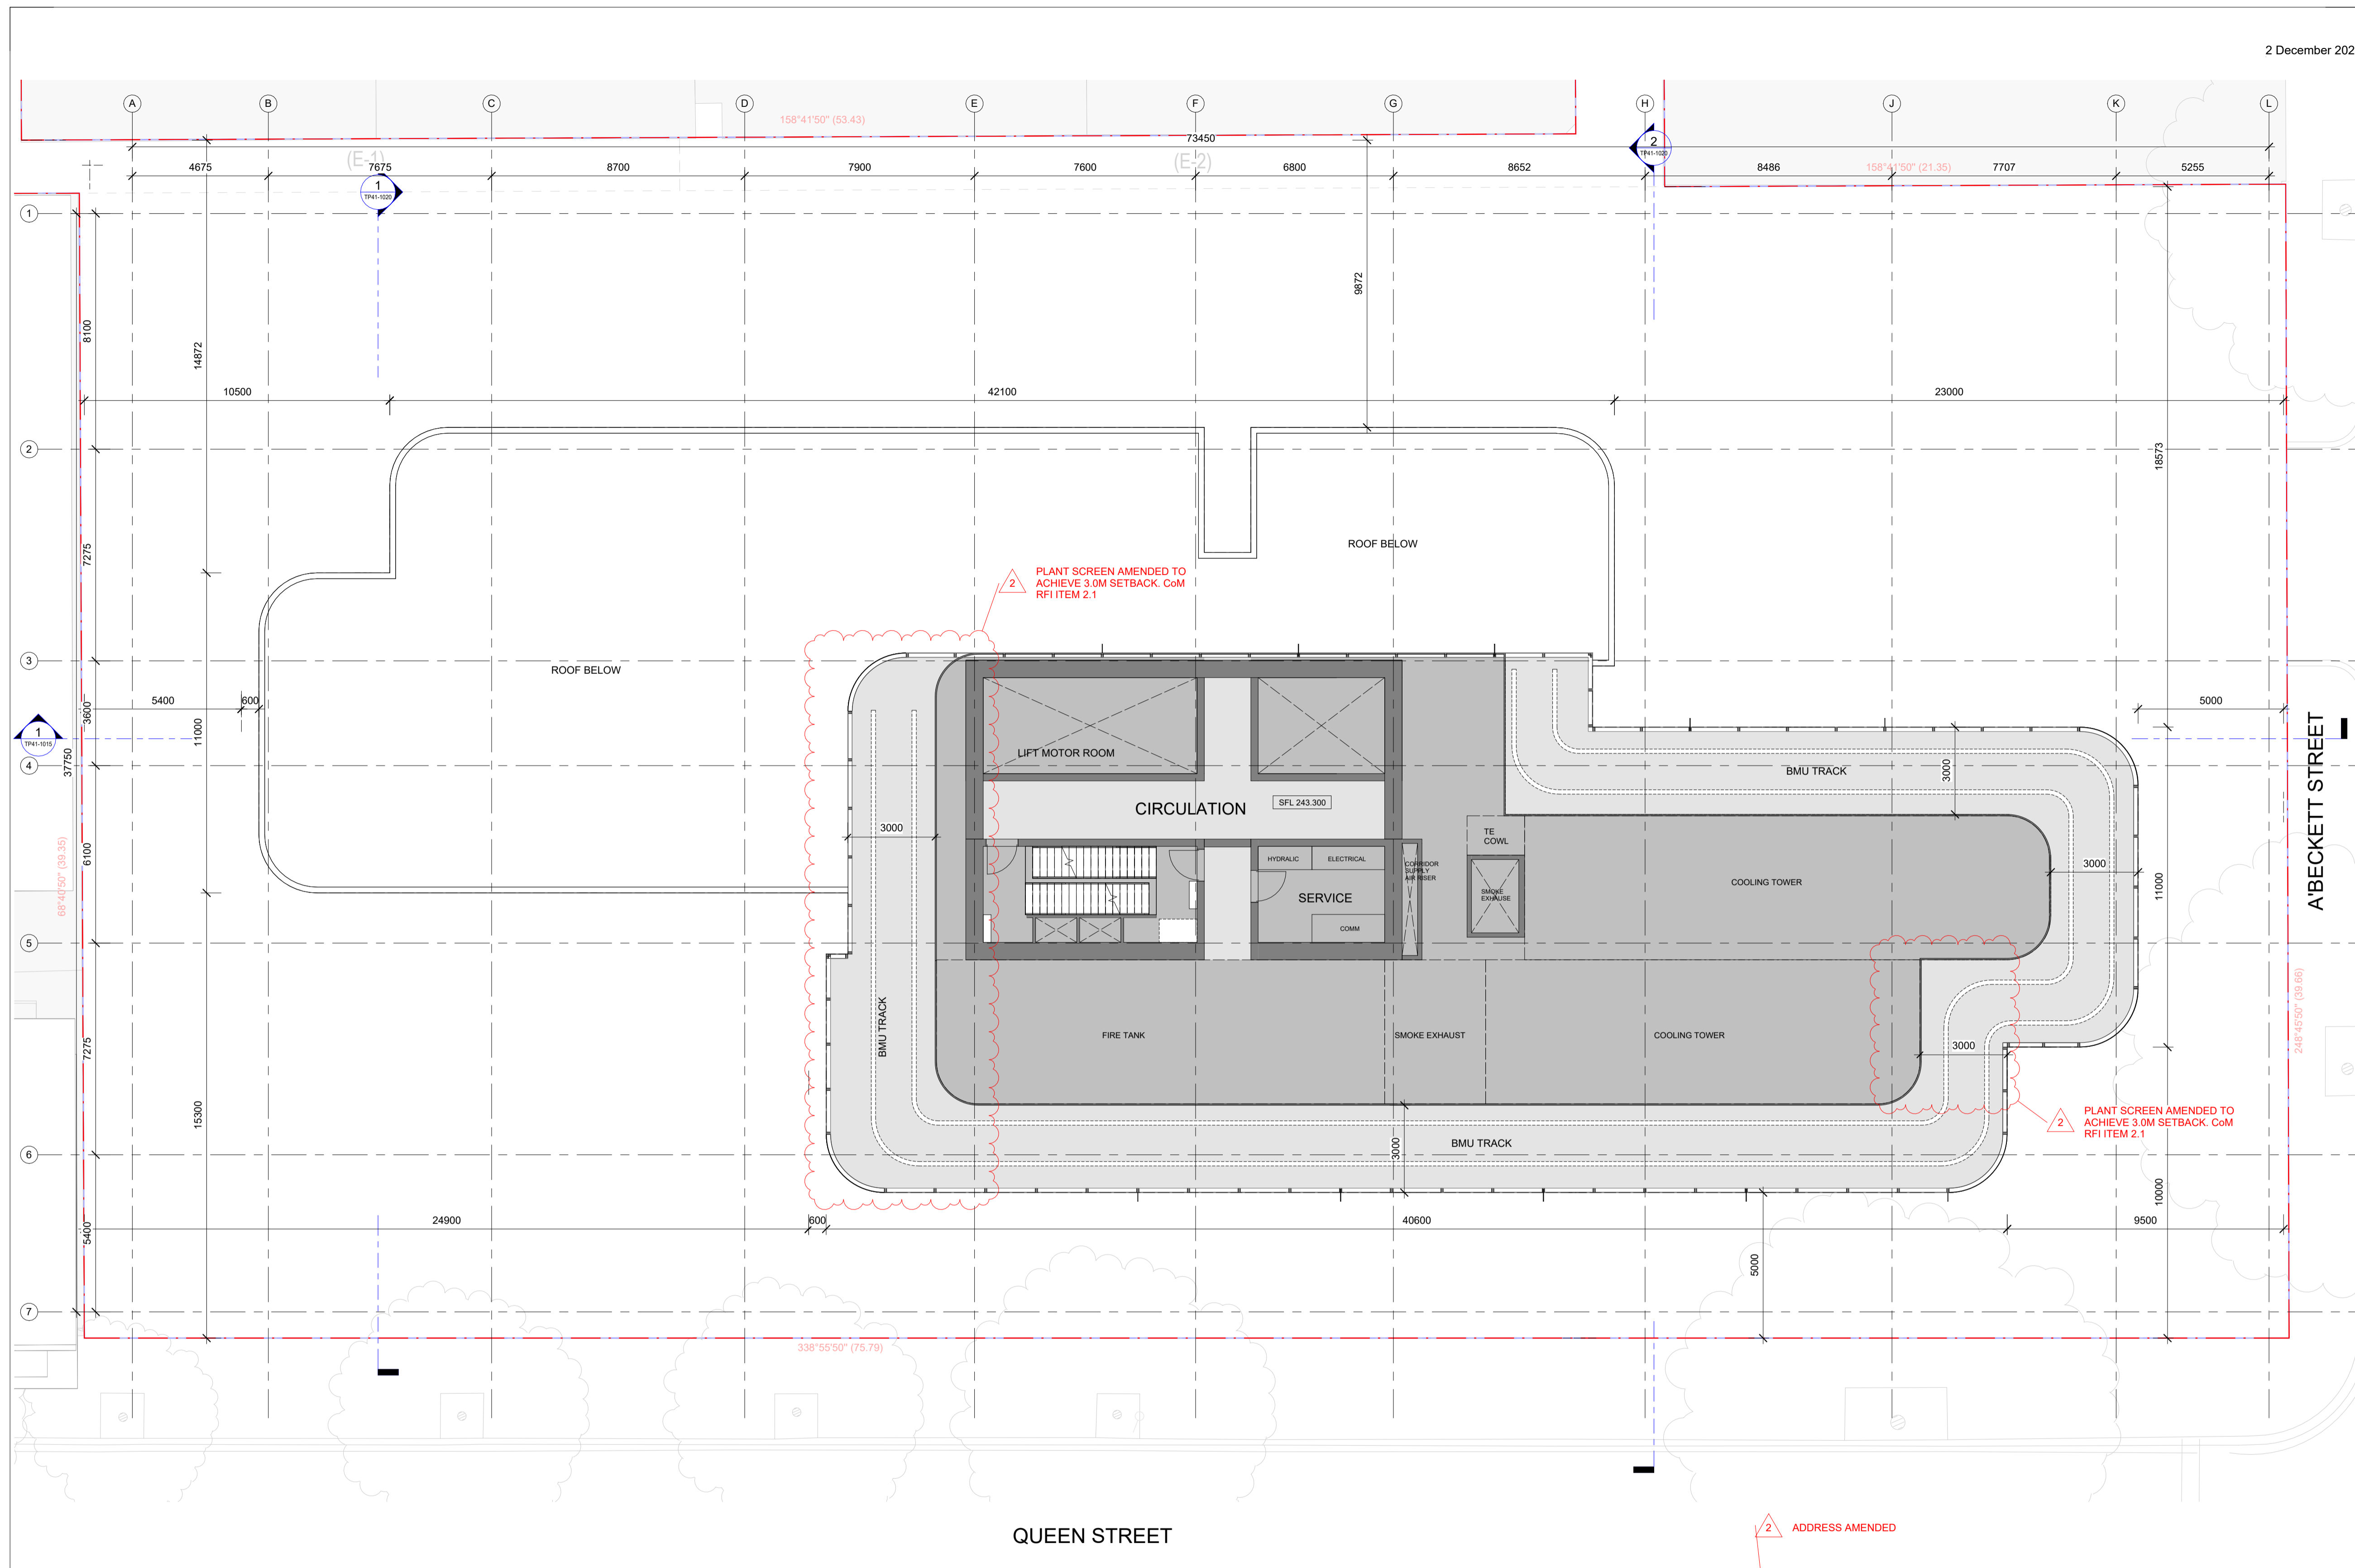 2 December 202
A
B
C
D
E
F
G
H
J
K
L
158°41'50" (53.43)
73450
(E-1)
(E-2)
2
TP41-1020
4675
7675
8700
7900
7600
6800
8652
8486
158°41'50" (21.35)
7707
5255
1
TP41-1020
1
8100
14872
9872
10500
42100
23000
2
18573
7275
ROOF BELOW
2
PLANT SCREEN AMENDED TO
ACHIEVE 3.0M SETBACK. CoM
RFI ITEM 2.1
3
ROOF BELOW
5400
600
3600
11000
5000
1
TP41-1015
37750
4
LIFT MOTOR ROOM
BMU TRACK
3000
A'BECKETT STREET
CIRCULATION
SFL 243.300
3000
TE
COWL
6100
68°40'50" (39.35)
HYDRALIC
ELECTRICAL
CORRIDOR
SUPPLY
AIR RISER
SMOKE
EXHAUSE
COOLING TOWER
3000
11000
SERVICE
COMM
5
248°45'50" (39.66)
BMU TRACK
7275
FIRE TANK
SMOKE EXHAUST
COOLING TOWER
3000
15300
2
PLANT SCREEN AMENDED TO
ACHIEVE 3.0M SETBACK. CoM
RFI ITEM 2.1
BMU TRACK
3000
6
10000
5400
24900
600
40600
9500
5000
7
338°55'50" (75.79)
QUEEN STREET
2
ADDRESS AMENDED